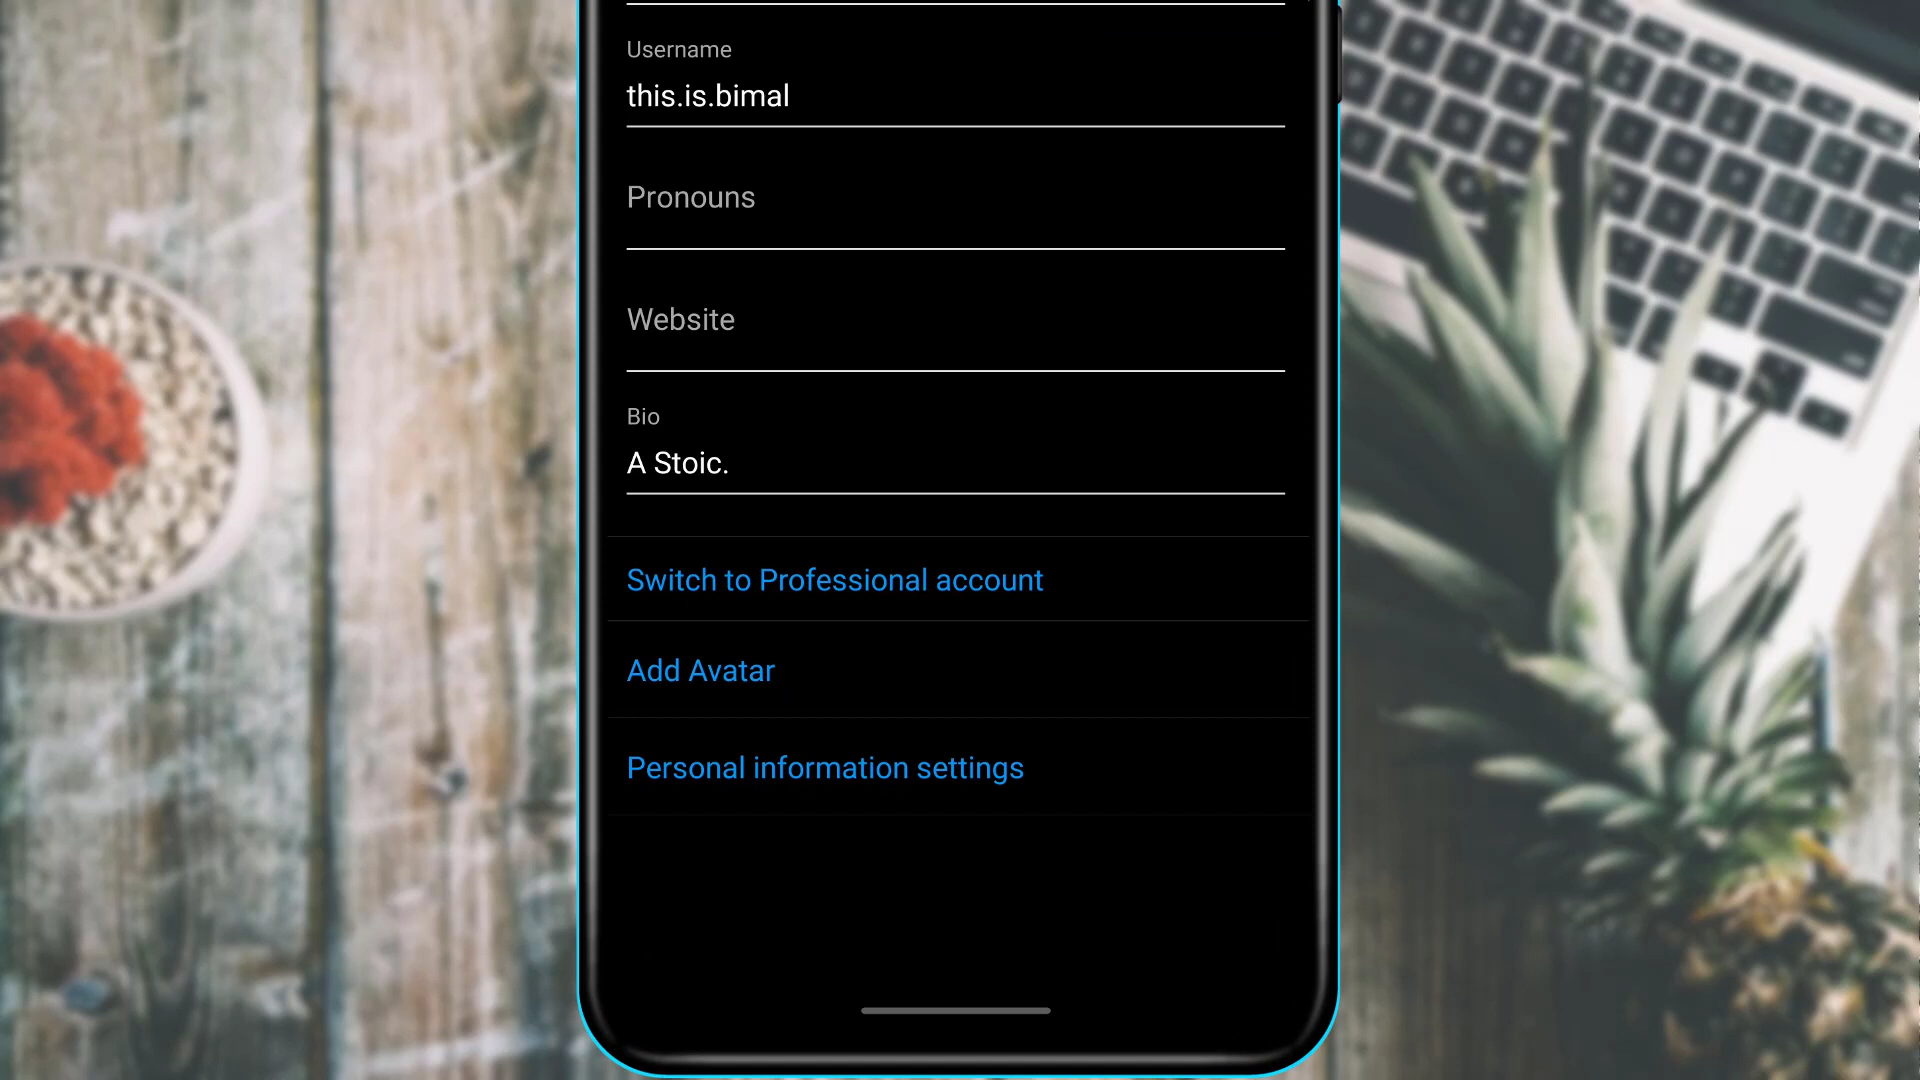 Username
this.is.bimal
Pronouns
Website
Bio
A Stoic.
Switch to Professional account
Add Avatar
Personal information settings